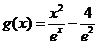 g(x) = x²/eˣ − 4/e²